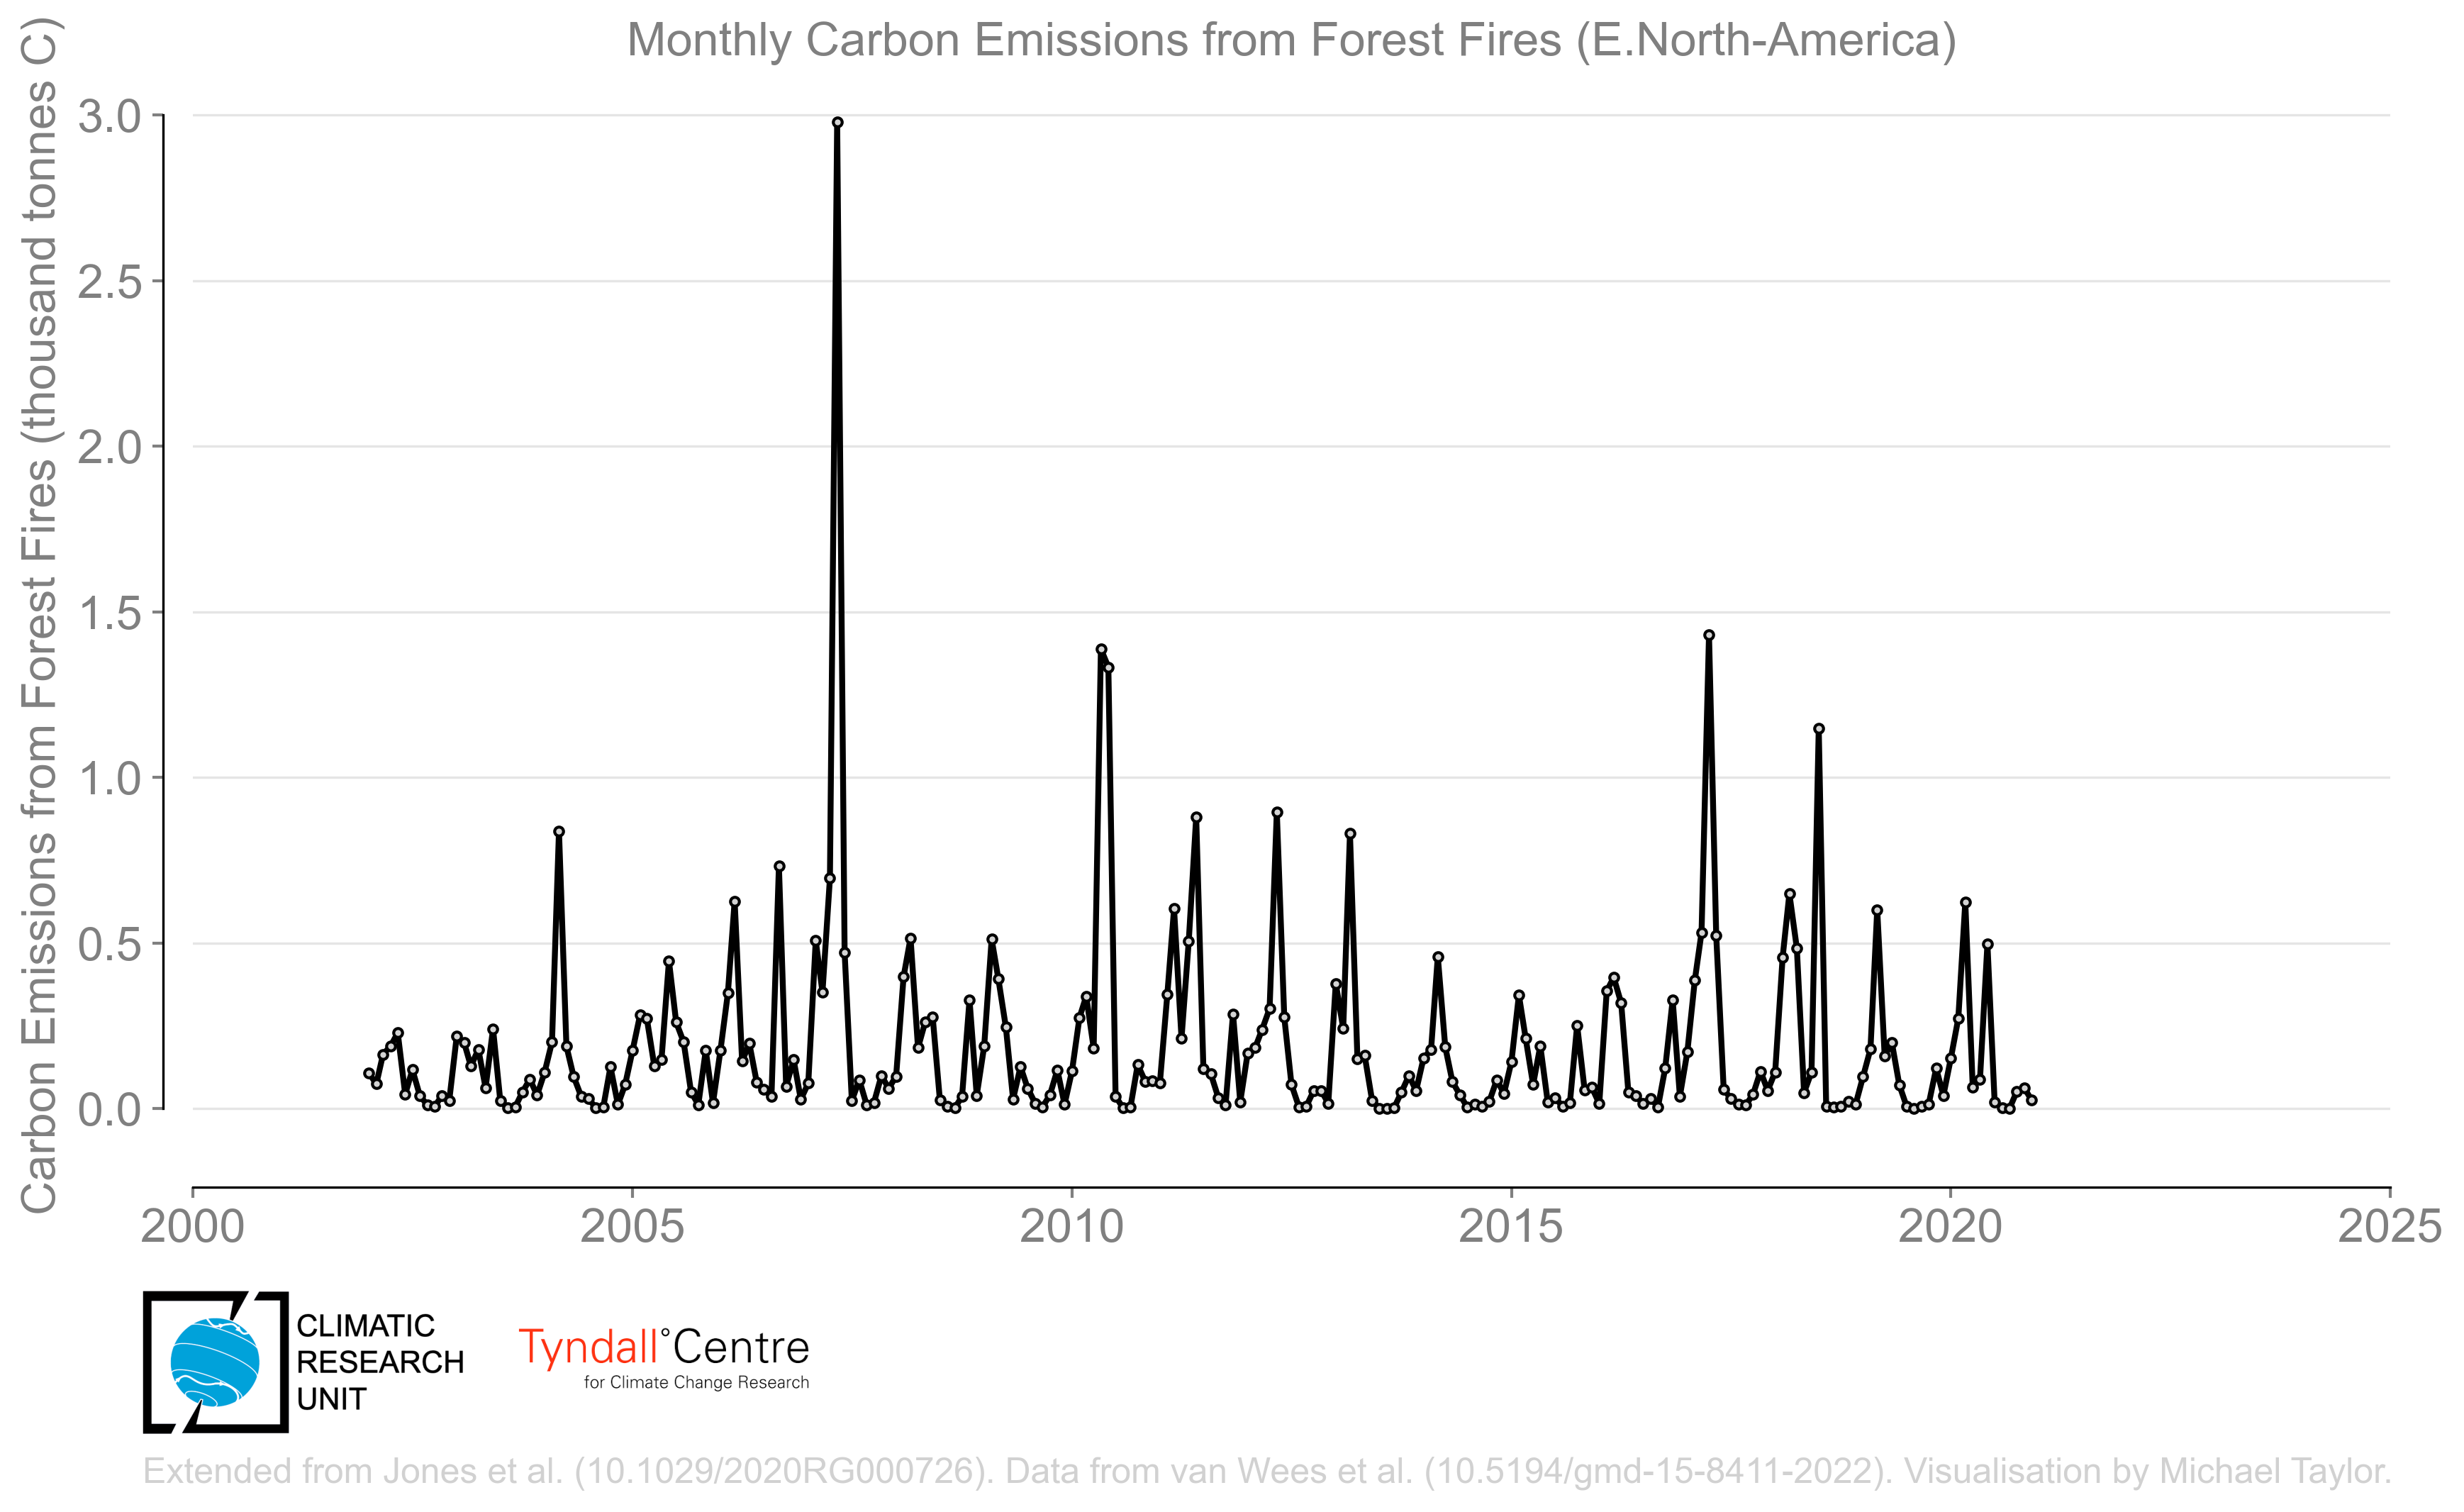 Monthly Carbon Emissions from Forest Fires (E.North-America)
Carbon Emissions from Forest Fires (thousand tonnes C)
3.0
2.5
2.0
1.5
1.0
0.5
0.0
2000 2005 2010 2015 2020 2025
CLIMATIC
RESEARCH
UNIT
Tyndall°Centre
for Climate Change Research
Extended from Jones et al. (10.1029/2020RG000726). Data from van Wees et al. (10.5194/gmd-15-8411-2022). Visualisation by Michael Taylor.